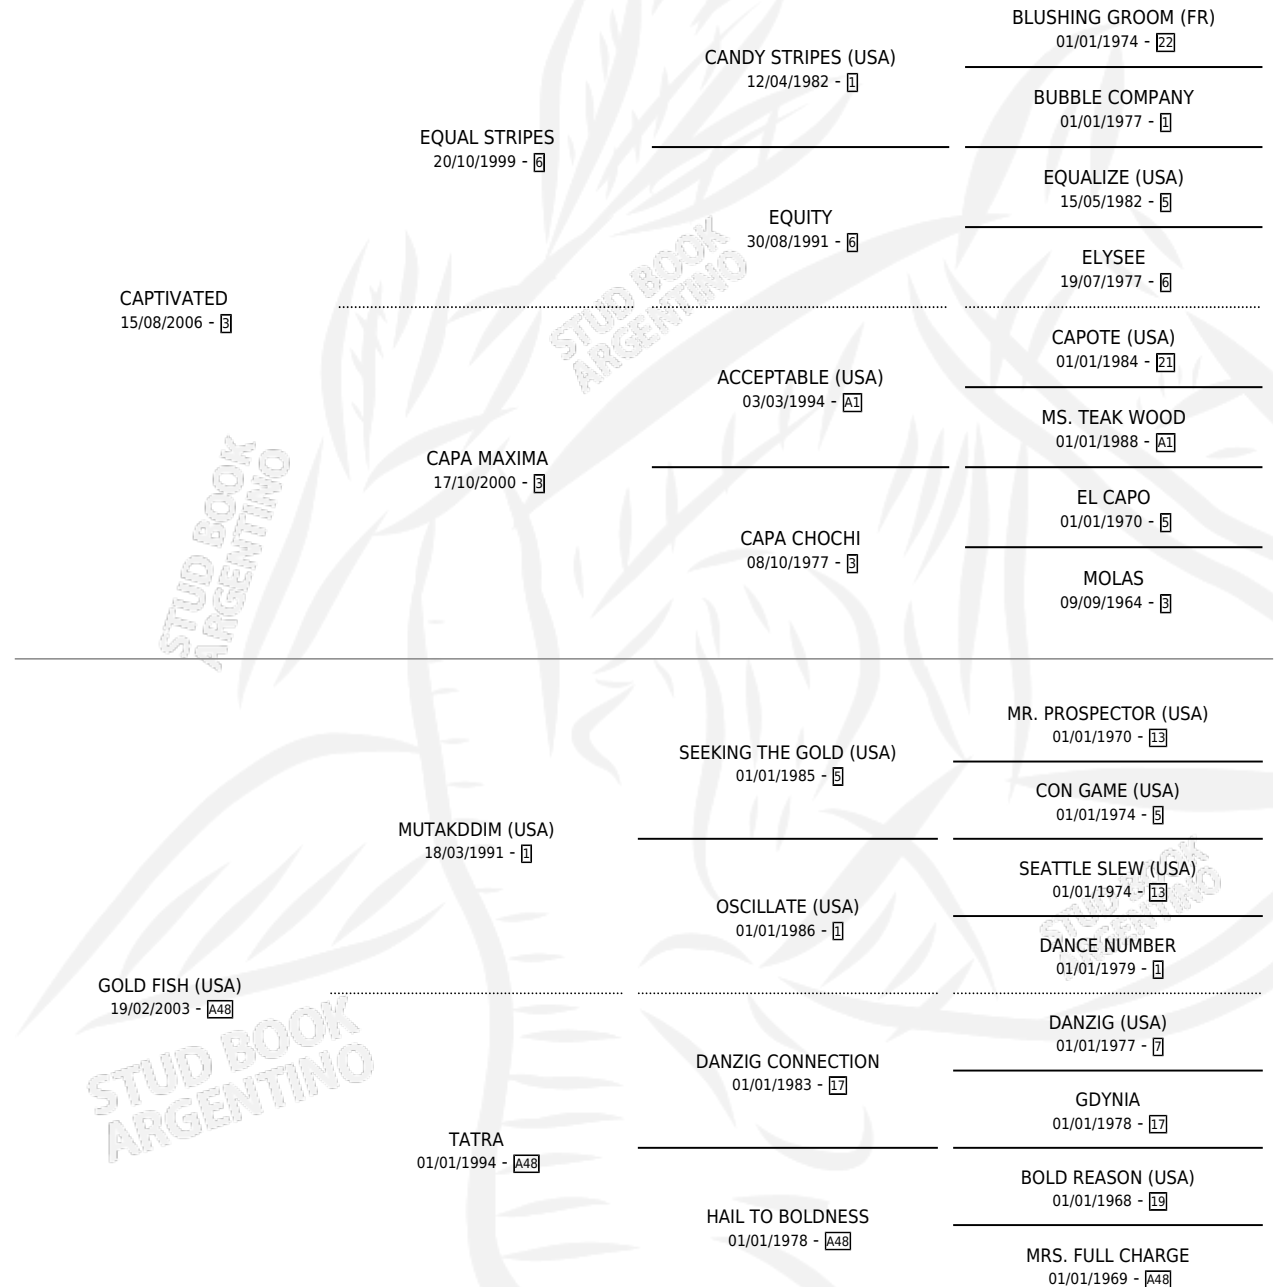 BLUSHING GROOM (FR)
01/01/1974 - 22
CANDY STRIPES (USA)
12/04/1982 - 1
BUBBLE COMPANY
01/01/1977 - 1
EQUAL STRIPES
20/10/1999 - 6
EQUALIZE (USA)
15/05/1982 - 5
EQUITY
30/08/1991 - 6
ELYSEE
19/07/1977 - 6
CAPTIVATED
15/08/2006 - 3
CAPOTE (USA)
01/01/1984 - 21
ACCEPTABLE (USA)
03/03/1994 - A1
MS. TEAK WOOD
01/01/1988 - A1
CAPA MAXIMA
17/10/2000 - 3
EL CAPO
01/01/1970 - 5
CAPA CHOCHI
08/10/1977 - 3
MOLAS
09/09/1964 - 3
MR. PROSPECTOR (USA)
01/01/1970 - 13
SEEKING THE GOLD (USA)
01/01/1985 - 5
CON GAME (USA)
01/01/1974 - 5
MUTAKDDIM (USA)
18/03/1991 - 1
SEATTLE SLEW (USA)
01/01/1974 - 13
OSCILLATE (USA)
01/01/1986 - 1
DANCE NUMBER
01/01/1979 - 1
GOLD FISH (USA)
19/02/2003 - A48
DANZIG (USA)
01/01/1977 - 7
DANZIG CONNECTION
01/01/1983 - 17
GDYNIA
01/01/1978 - 17
TATRA
01/01/1994 - A48
BOLD REASON (USA)
01/01/1968 - 19
HAIL TO BOLDNESS
01/01/1978 - A48
MRS. FULL CHARGE
01/01/1969 - A48
STUD BOOK
ARGENTINO
STUD BOOK
ARGENTINO
STUD BOOK
ARGENTINO
STUD BOOK
ARGENTINO